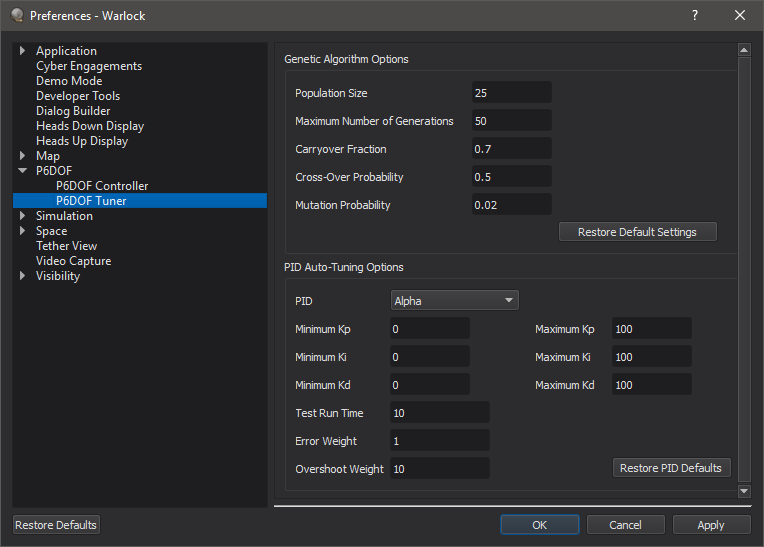 Preferences - Warlock
?
Application
Cyber Engagements
Demo Mode
Developer Tools
Dialog Builder
Heads Down Display
Heads Up Display
Map
P6DOF
P6DOF Controller
P6DOF Tuner
Simulation
Space
Tether View
Video Capture
Visibility
Genetic Algorithm Options
Population Size 25
Maximum Number of Generations 50
Carryover Fraction 0.7
Cross-Over Probability 0.5
Mutation Probability 0.02
Restore Default Settings
PID Auto-Tuning Options
PID Alpha
Minimum Kp 0 Maximum Kp 100
Minimum Ki 0 Maximum Ki 100
Minimum Kd 0 Maximum Kd 100
Test Run Time 10
Error Weight 1
Overshoot Weight 10 Restore PID Defaults
Restore Defaults OK Cancel Apply